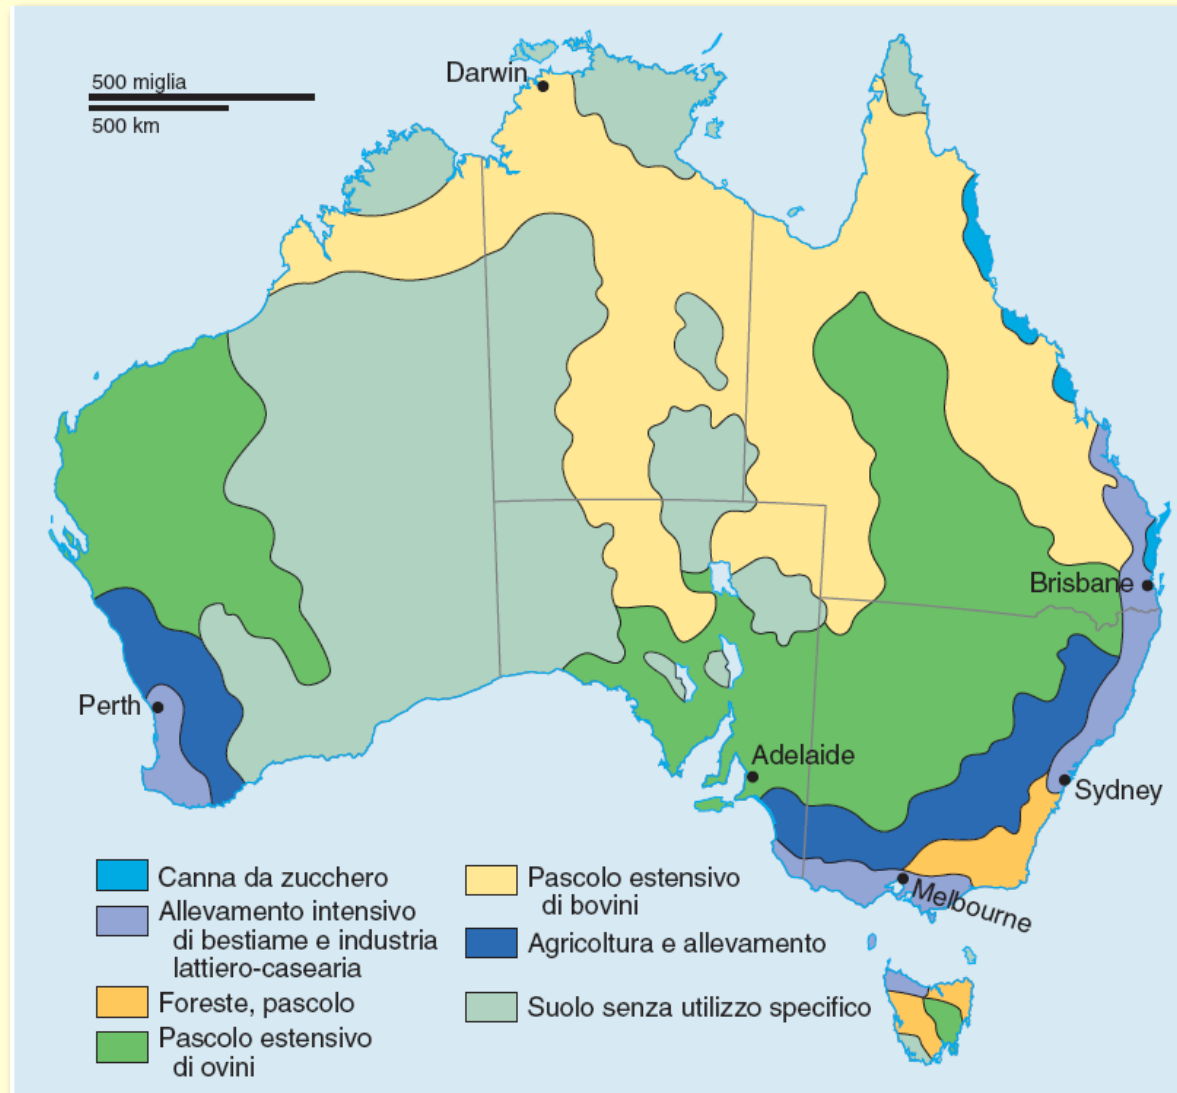 Darwin
500 miglia
500 km
Brisbane
Perth
Adelaide
Sydney
Melbourne
Canna da zucchero
Allevamento intensivo
di bestiame e industria
lattiero-casearia
Foreste, pascolo
Pascolo estensivo
di ovini
Pascolo estensivo
di bovini
Agricoltura e allevamento
Suolo senza utilizzo specifico